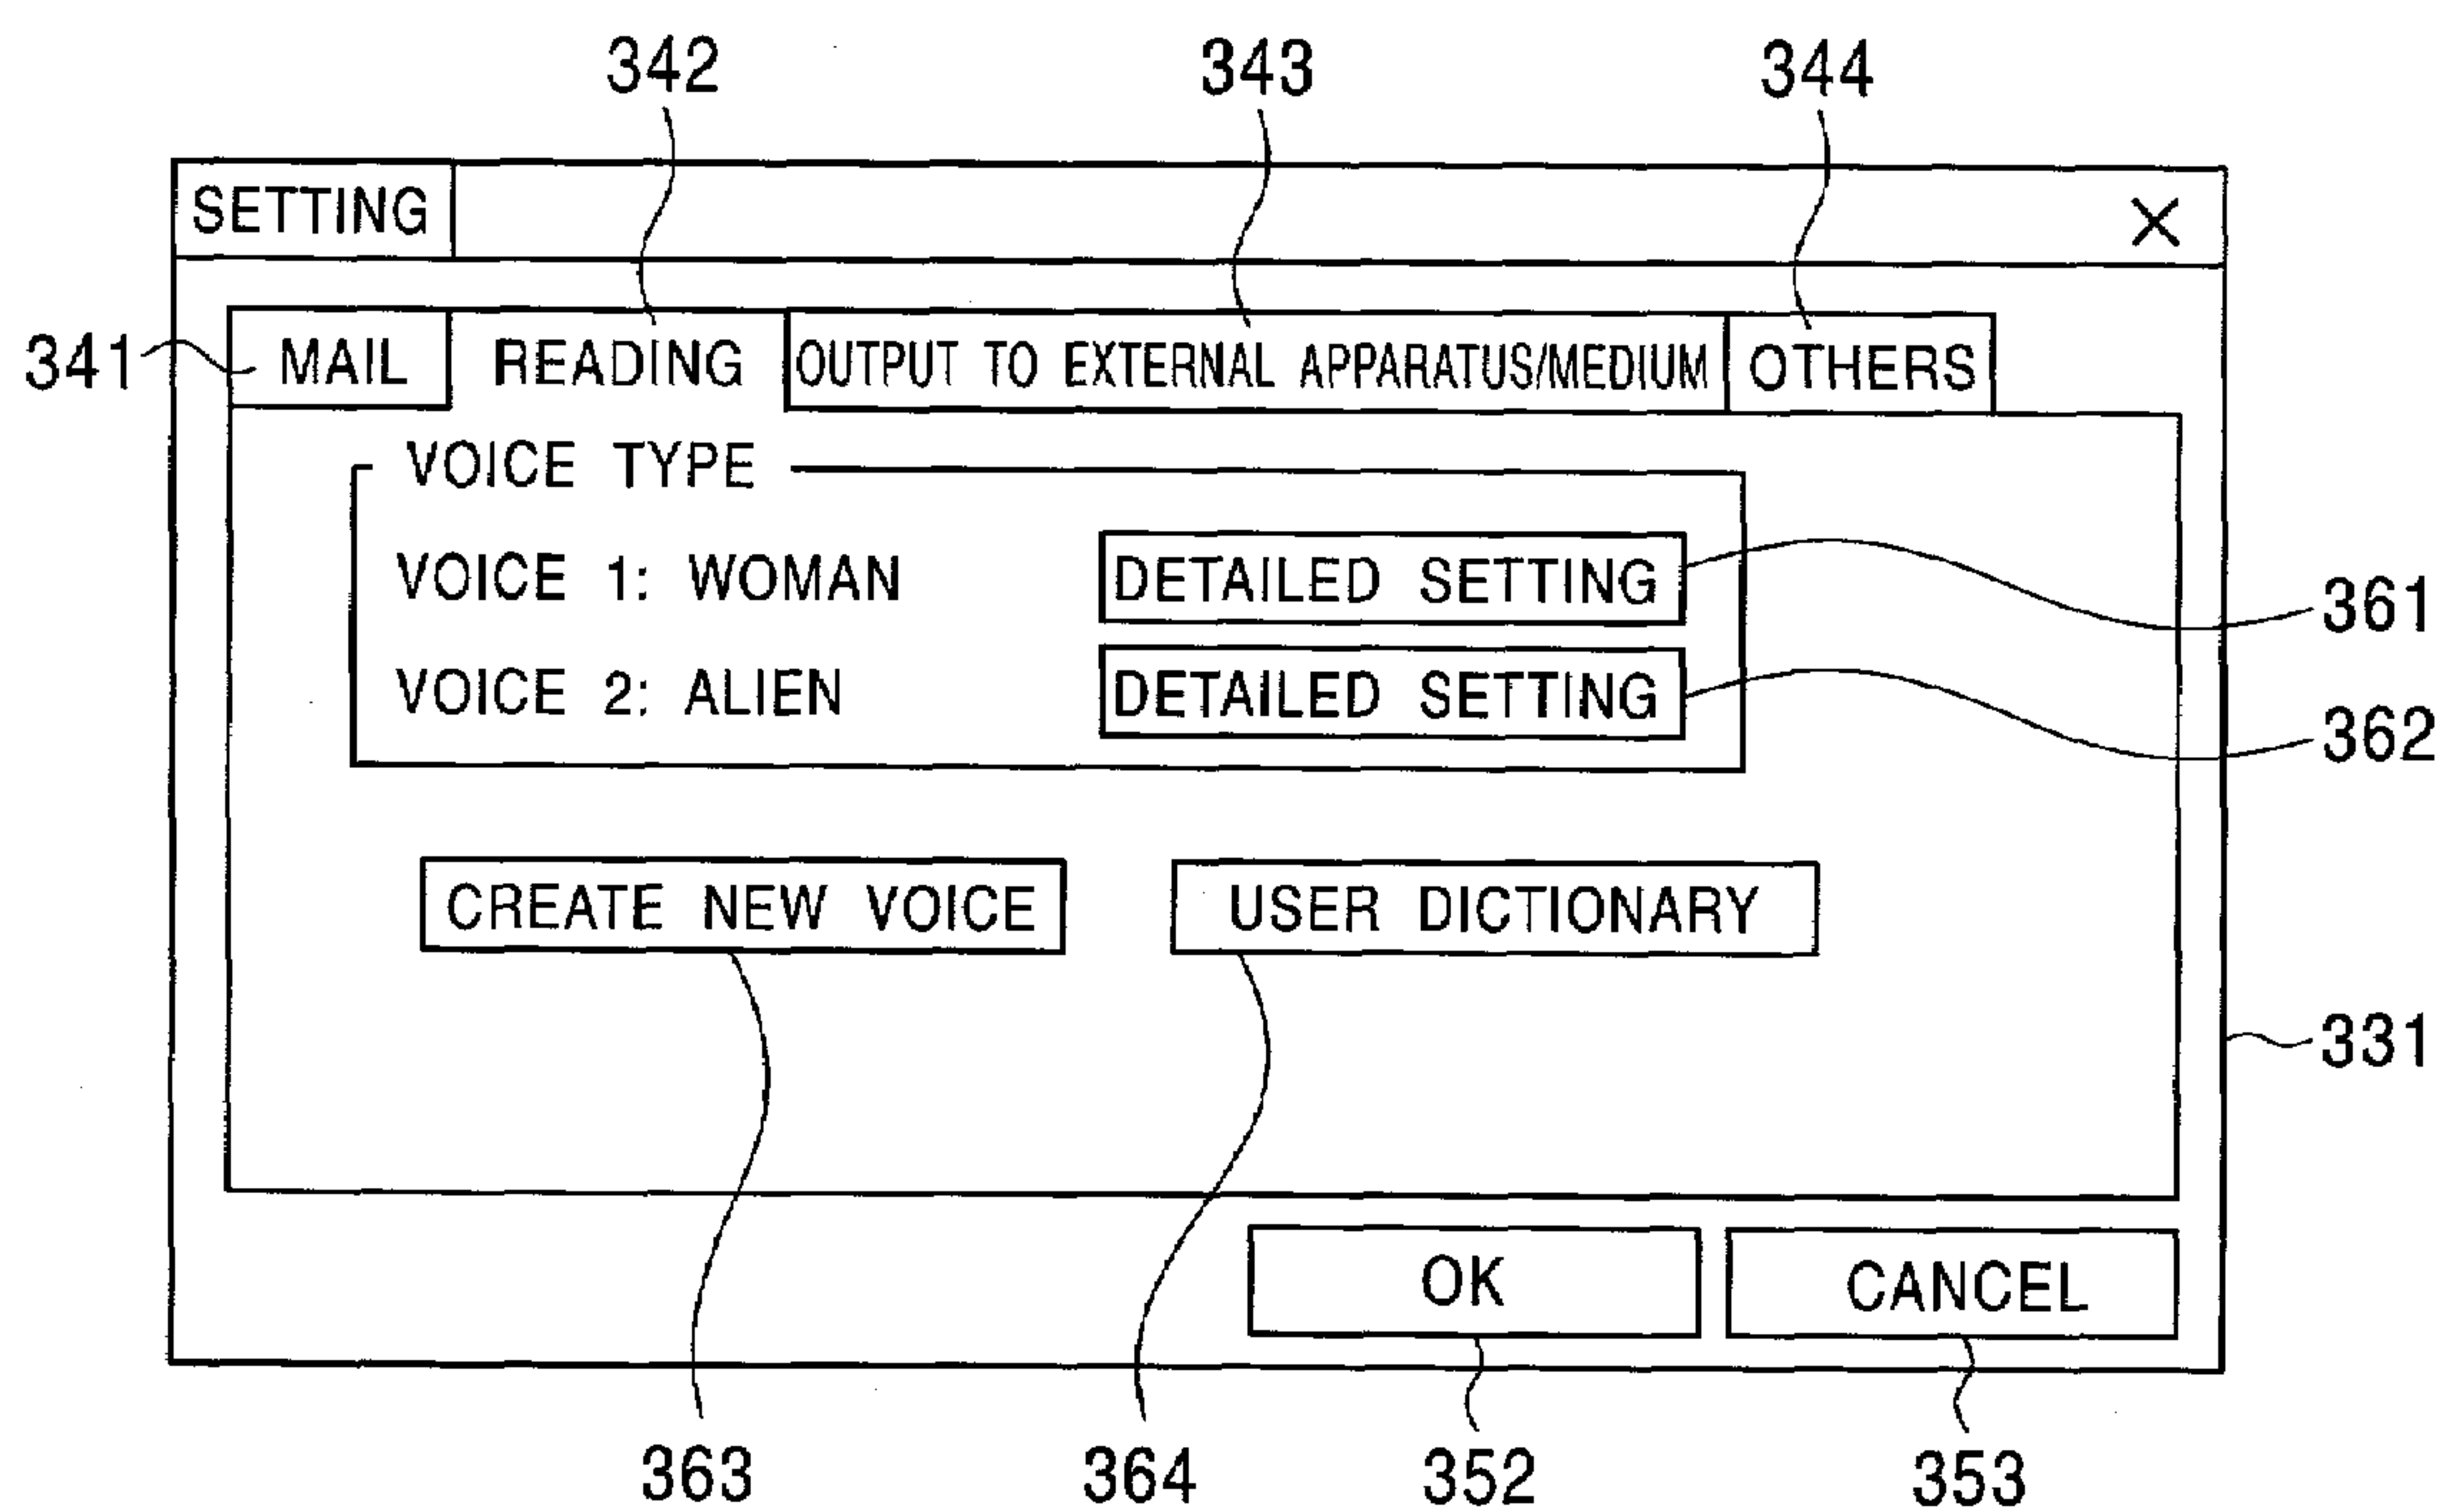 342 343 344
SETTING X
341 MAIL READING OUTPUT TO EXTERNAL APPARATUS/MEDIUM OTHERS
VOICE TYPE
VOICE 1: WOMAN DETAILED SETTING 361
VOICE 2: ALIEN DETAILED SETTING 362
CREATE NEW VOICE USER DICTIONARY
331
OK CANCEL
363 364 352 353